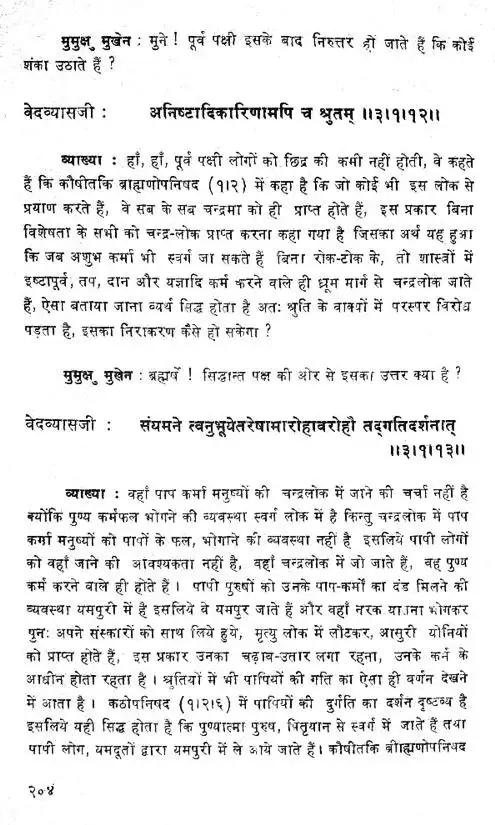 मुमुक्षु मुखेन : मुने ! पूर्व पक्षी इसके बाद निरुत्तर हों जाते हैं कि कोई
शंका उठाते हैं ?
वेदव्यासजी : अनिष्टादिकारिणामपि च श्रुतम् ॥३।१।१२॥
व्याख्या : हाँ, हाँ, पूर्व पक्षी लोगों को छिद्र की कमी नहीं होती, वे कहते
हैं कि कौषीतकि ब्राह्मणोपनिषद (१।२) में कहा है कि जो कोई भी इस लोक से
प्रयाण करते हैं, वे सब के सब चन्द्रमा को ही प्राप्त होते हैं, इस प्रकार बिना
विशेषता के सभी को चन्द्र-लोक प्राप्त करना कहा गया है जिसका अर्थ यह हुआ
कि जब अशुभ कर्मा भी स्वर्ग जा सकते हैं बिना रोक-टोक के, तो शास्त्रों में
इष्टापूर्व, तप, दान और यज्ञादि कर्म करने वाले ही धूम मार्ग से चन्द्रलोक जाते
हैं, ऐसा बताया जाना व्यर्थ सिद्ध होता है अतः श्रुति के वाक्यों में परस्पर विरोध
पड़ता है, इसका निराकरण कैसे हो सकेगा ?
मुमुक्षु मुखेन : ब्रह्मर्षे ! सिद्धान्त पक्ष की ओर से इसका उत्तर क्या है ?
वेदव्यासजी : संयमने त्वनुभूयेतरेषामारोहावरोहौ तद्गतिदर्शनात्
॥३।१।१३॥
व्याख्या : वहाँ पाप कर्मा मनुष्यों की चन्द्रलोक में जाने की चर्चा नहीं है
क्योंकि पुण्य कर्मफल भोगने की व्यवस्था स्वर्ग लोक में है किन्तु चन्द्रलोक में पाप
कर्मा मनुष्यों को पापों के फल, भोगाने की व्यवस्था नहीं है इसलिये पापी लोगों
को वहाँ जाने की आवश्यकता नहीं है, वहाँ चन्द्रलोक में जो जाते हैं, वह पुण्य
कर्म करने बाले ही होते हैं । पापी पुरुषों को उनके पाप-कर्मों का दंड मिलने की
व्यवस्था यमपुरी में है इसलिये वे यमपुर जाते हैं और वहाँ नरक यातना भोगकर
पुनः अपने संस्कारों को साथ लिये हुये, मृत्यु लोक में लौटकर, आसुरी योनियों
को प्राप्त होते हैं, इस प्रकार उनका चढ़ाव-उतार लगा रहना, उनके कर्म के
आधीन होता रहता है । श्रुतियों में भी पापियों की गति का ऐसा ही वर्णन देखने
में आता है । कठोपनिषद (१।२।६) में पापियों की दुर्गति का दर्शन दृष्टव्य है
इसलिये यही सिद्ध होता है कि पुण्यात्मा पुरुष, पितृयान से स्वर्ग में जाते हैं तथा
पापी लोग, यमदूतों द्वारा यमपुरी में ले आये जाते हैं। कौषीतकि ब्रीाह्मणोपनिषद
२०४